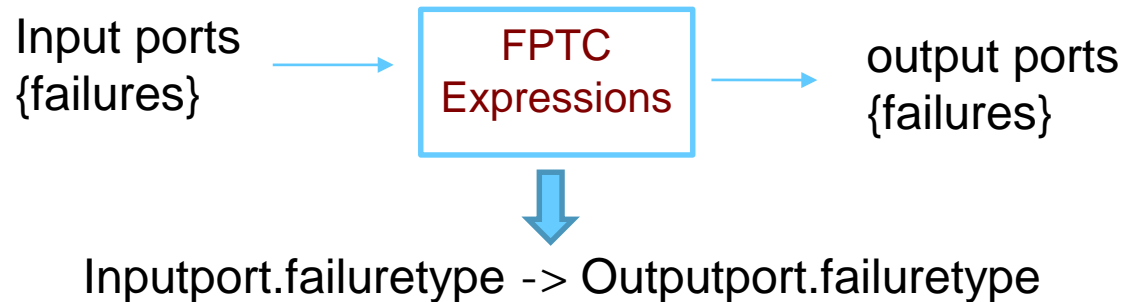 Input ports
{failures}
FPTC
Expressions
output ports
{failures}
Inputport.failuretype -> Outputport.failuretype